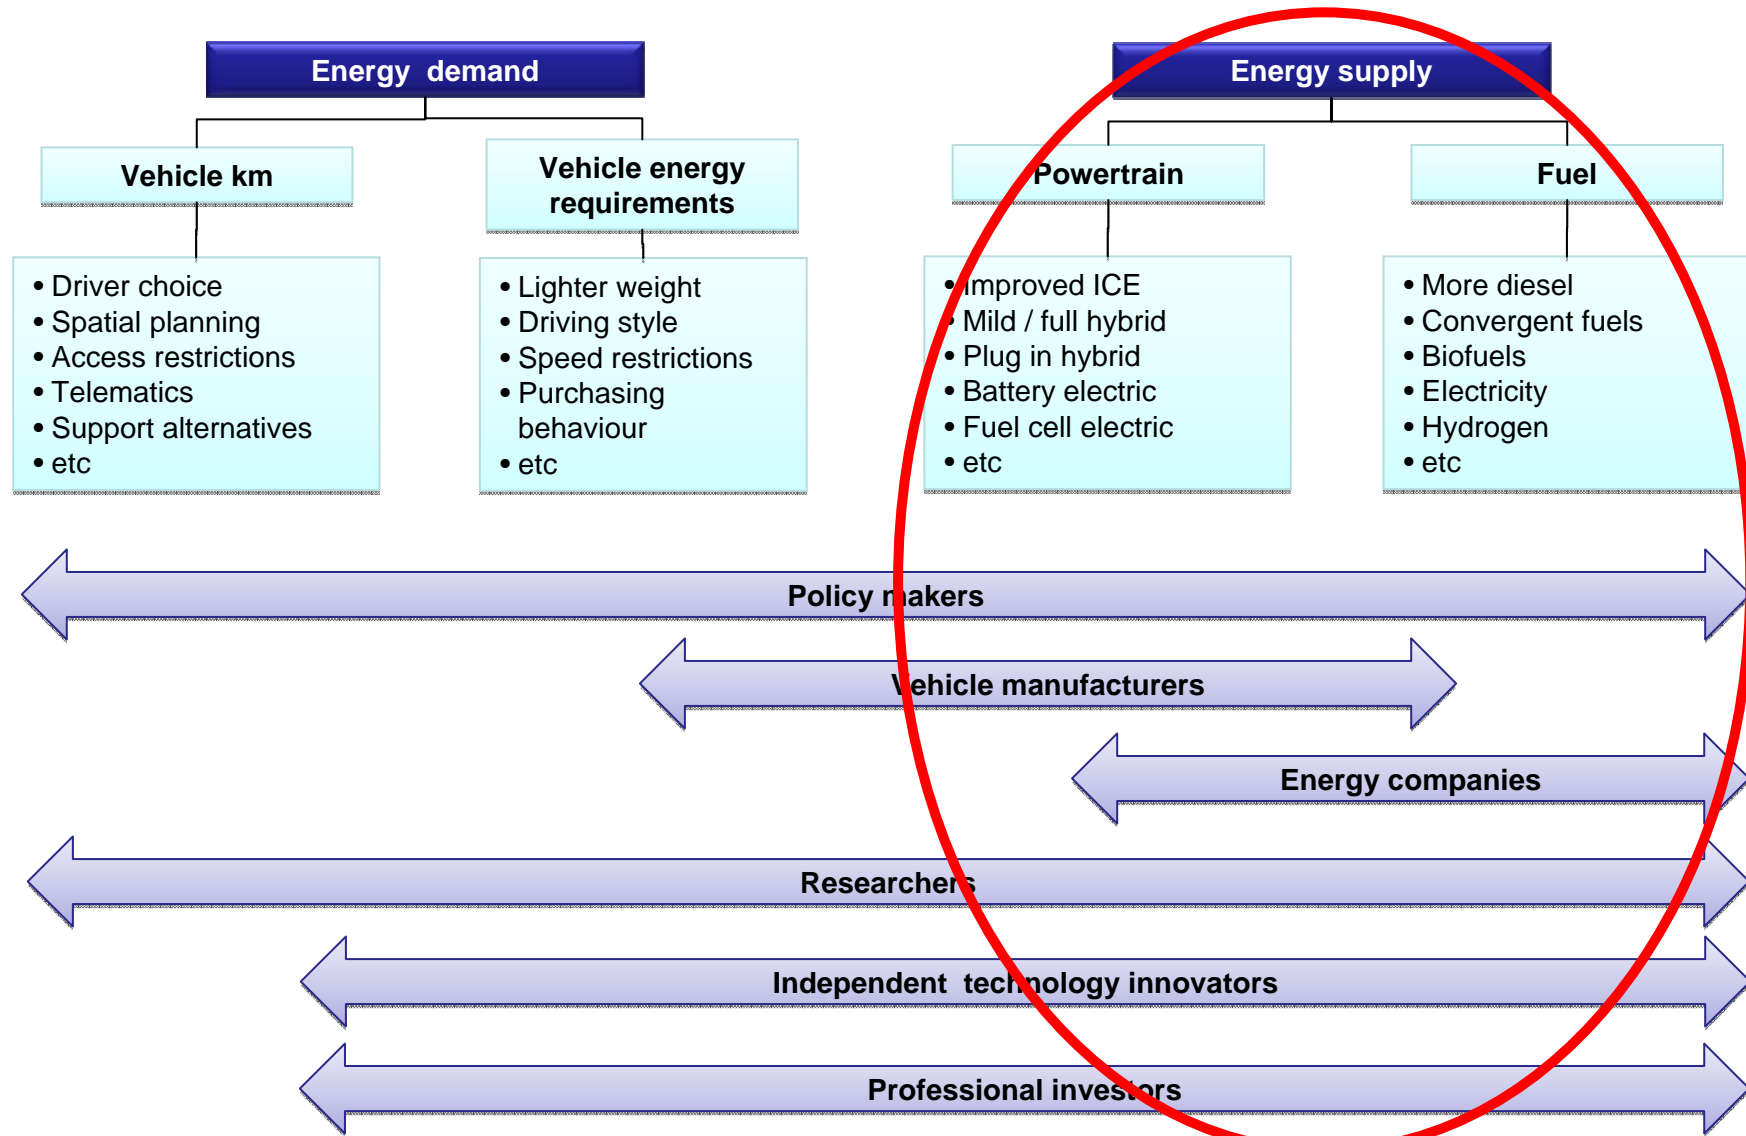 Energy demand
Energy supply
Vehicle km
Vehicle energy
requirements
Powertrain
Fuel
• Driver choice
• Spatial planning
• Access restrictions
• Telematics
• Support alternatives
• etc
• Lighter weight
• Driving style
• Speed restrictions
• Purchasing
behaviour
• etc
• Improved ICE
• Mild / full hybrid
• Plug in hybrid
• Battery electric
• Fuel cell electric
• etc
• More diesel
• Convergent fuels
• Biofuels
• Electricity
• Hydrogen
• etc
Policy makers
Vehicle manufacturers
Energy companies
Researchers
Independent technology innovators
Professional investors